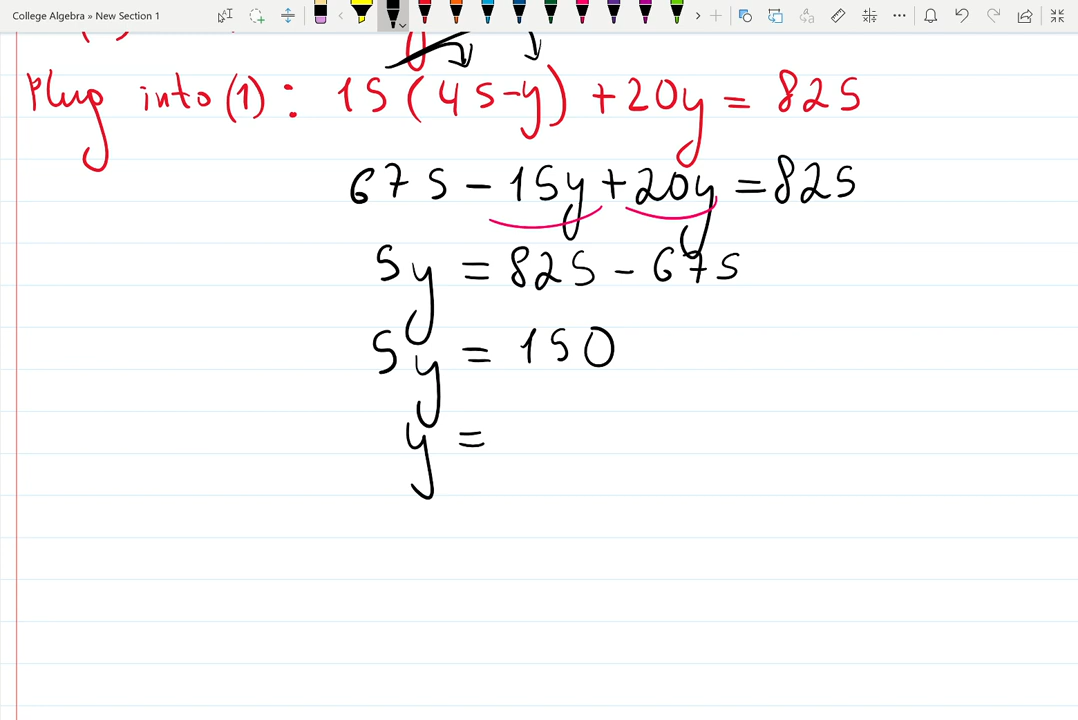 College Algebra » New Section 1
Plug into (1): 15(45-y)+20y=825
675-15y+20y=825
5y=825-675
5y=150
y=